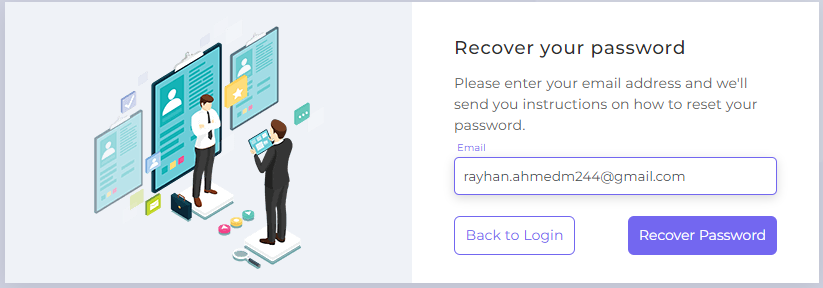 Recover your password
Please enter your email address and we'll
send you instructions on how to reset your
password.
Email
rayhan.ahmedm244@gmail.com
Back to Login
Recover Password